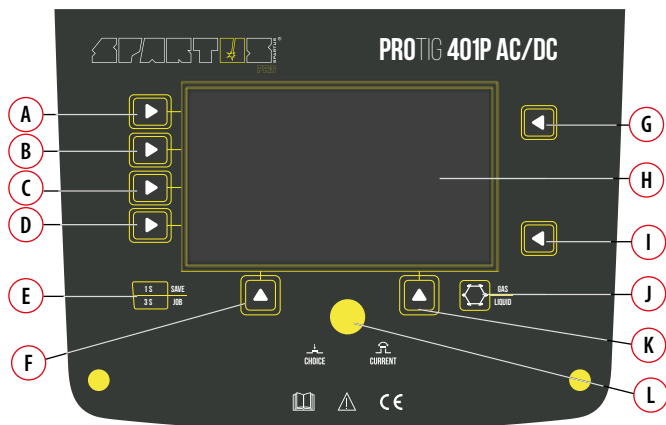 SPARTUS®
PRO
PROTIG 401P AC/DC
A
B
C
D
E
F
G
H
I
J
K
L
1 S SAVE
3 S JOB
GAS
LIQUID
CHOICE
CURRENT
CE